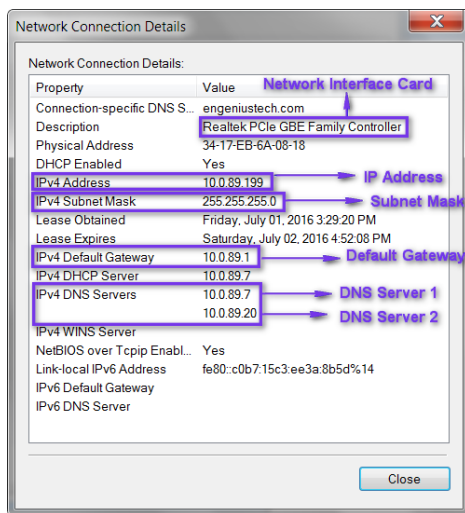 Network Connection Details
Network Connection Details:
Property Value Network Interface Card
Connection-specific DNS S... engeniustech.com
Description Realtek PCIe GBE Family Controller
Physical Address 34-17-EB-6A-08-18
DHCP Enabled Yes
IPv4 Address 10.0.89.199 IP Address
IPv4 Subnet Mask 255.255.255.0 Subnet Mask
Lease Obtained Friday, July 01, 2016 3:29:20 PM
Lease Expires Saturday, July 02, 2016 4:52:08 PM
IPv4 Default Gateway 10.0.89.1 Default Gateway
IPv4 DHCP Server 10.0.89.7
IPv4 DNS Servers 10.0.89.7 DNS Server 1
10.0.89.20 DNS Server 2
IPv4 WINS Server
NetBIOS over Tcpip Enabl... Yes
Link-local IPv6 Address fe80::c0b7:15c3:ee3a:8b5d%14
IPv6 Default Gateway
IPv6 DNS Server
Close